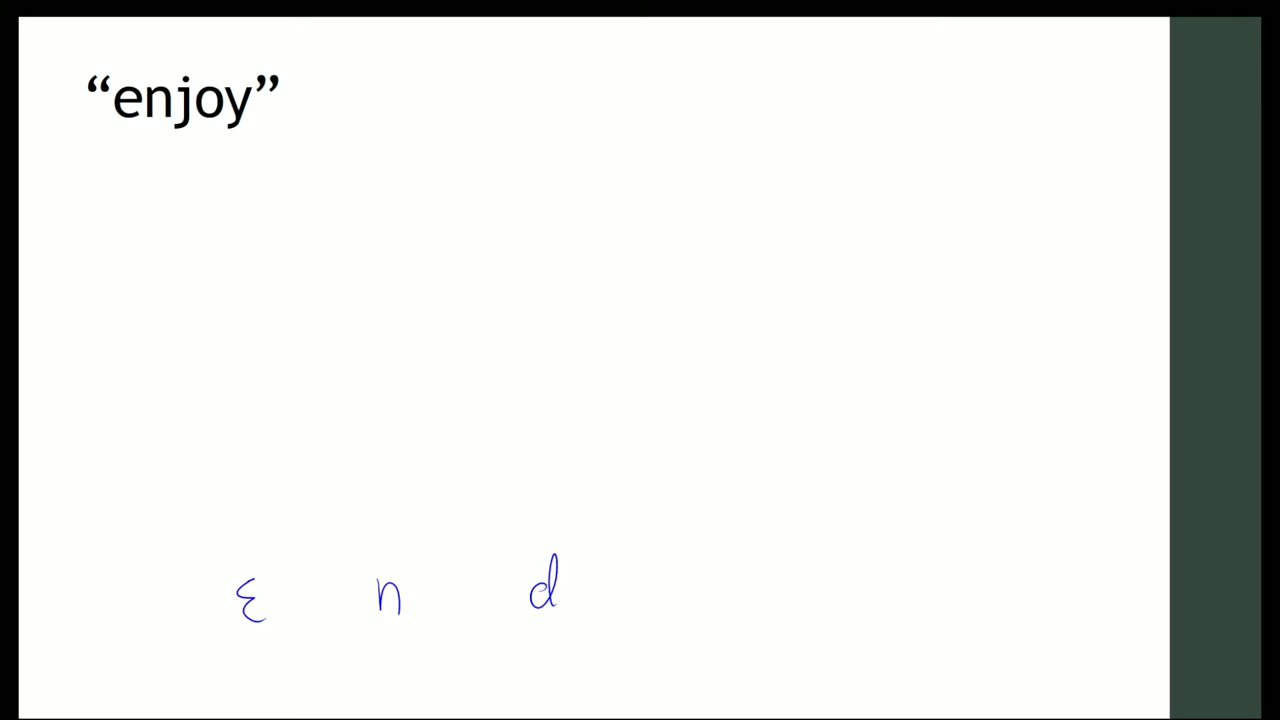 “enjoy”
ɛ n d